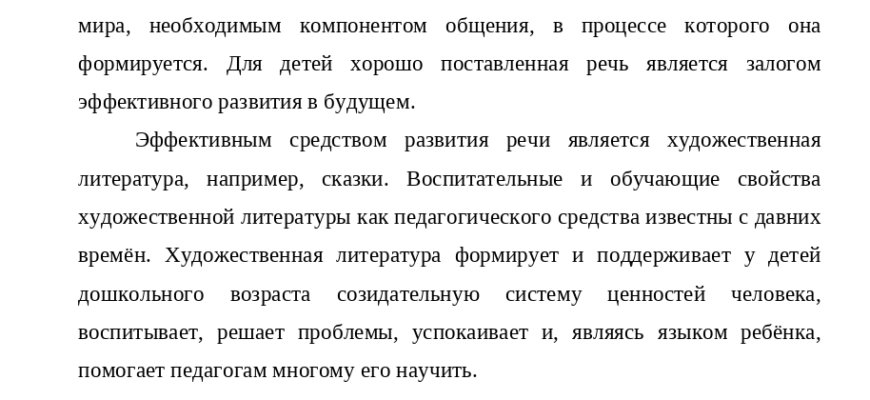 мира, необходимым компонентом общения, в процессе которого она
формируется. Для детей хорошо поставленная речь является залогом
эффективного развития в будущем.
Эффективным средством развития речи является художественная
литература, например, сказки. Воспитательные и обучающие свойства
художественной литературы как педагогического средства известны с давних
времён. Художественная литература формирует и поддерживает у детей
дошкольного возраста созидательную систему ценностей человека,
воспитывает, решает проблемы, успокаивает и, являясь языком ребёнка,
помогает педагогам многому его научить.